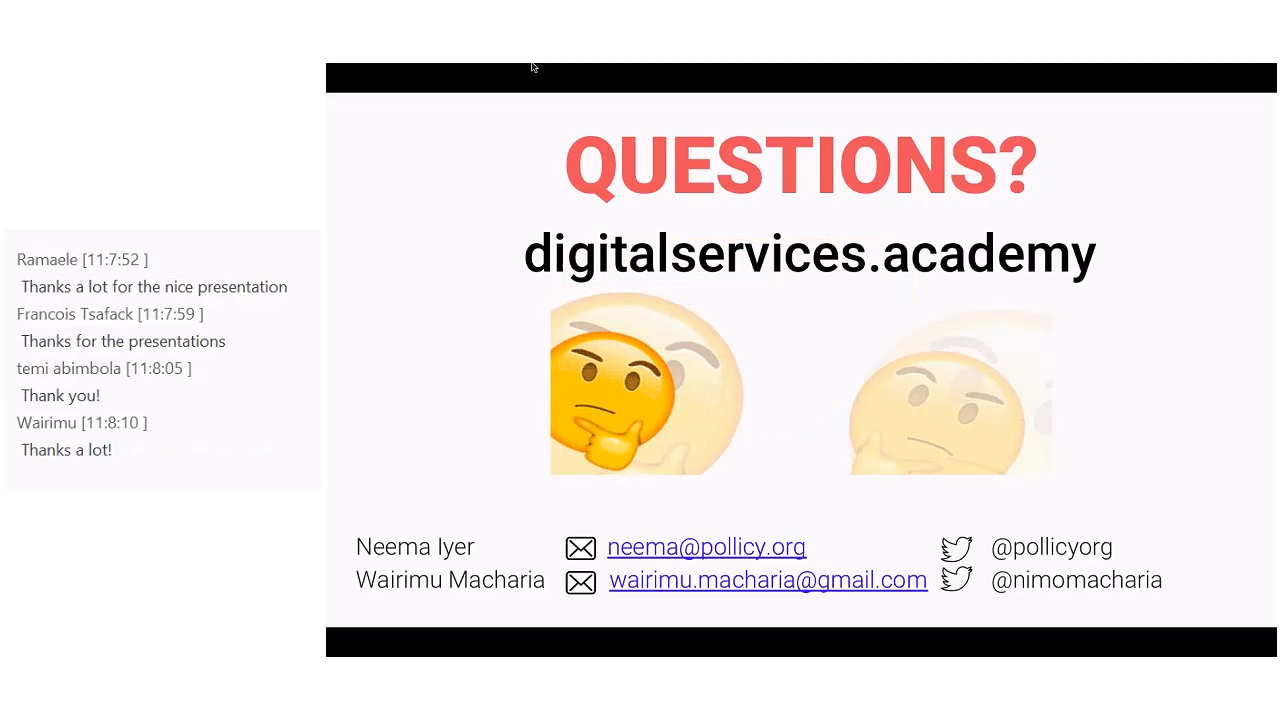 Ramaele [11:7:52 ]
Thanks a lot for the nice presentation
Francois Tsafack [11:7:59 ]
Thanks for the presentations
temi abimbola [11:8:05 ]
Thank you!
Wairimu [11:8:10 ]
Thanks a lot!
QUESTIONS?
digitalservices.academy
Neema Iyer neema@pollicy.org @pollicyorg
Wairimu Macharia wairimu.macharia@gmail.com @nimomacharia